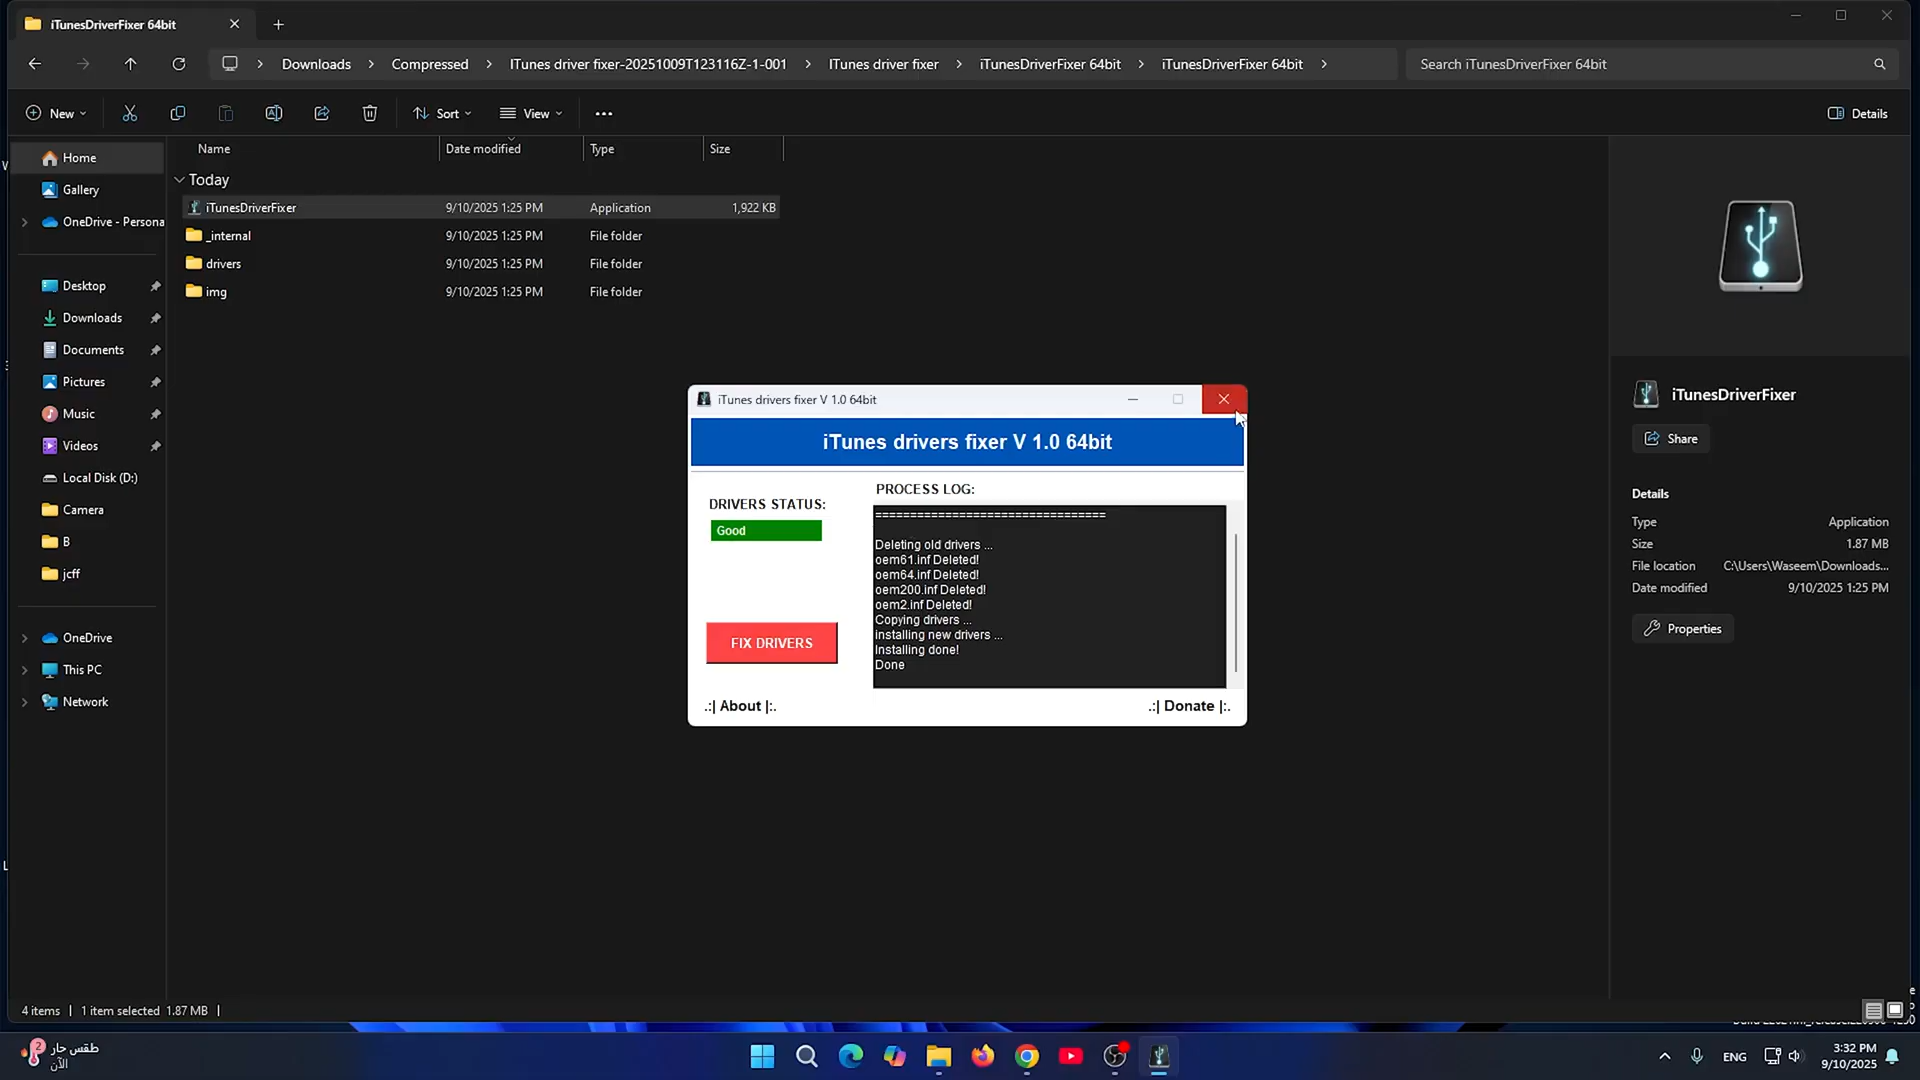 iTunesDriverFixer 64bit
Downloads > Compressed > ITunes driver fixer-20251009T123116Z-1-001 > ITunes driver fixer > iTunesDriverFixer 64bit > iTunesDriverFixer 64bit >
Search iTunesDriverFixer 64bit
New
Sort
View
Details
Name Date modified Type Size
Today
iTunesDriverFixer 9/10/2025 1:25 PM Application 1,922 KB
_internal 9/10/2025 1:25 PM File folder
drivers 9/10/2025 1:25 PM File folder
img 9/10/2025 1:25 PM File folder
Home
Gallery
OneDrive - Persona
Desktop
Downloads
Documents
Pictures
Music
Videos
Local Disk (D:)
Camera
B
jcff
OneDrive
This PC
Network
iTunes drivers fixer V 1.0 64bit
iTunes drivers fixer V 1.0 64bit
DRIVERS STATUS:
Good
FIX DRIVERS
PROCESS LOG:
=================================
Deleting old drivers ...
oem61.inf Deleted!
oem64.inf Deleted!
oem200.inf Deleted!
oem2.inf Deleted!
Copying drivers ...
installing new drivers ...
Installing done!
Done
.:| About |:.
.:| Donate |:.
iTunesDriverFixer
Share
Details
Type Application
Size 1.87 MB
File location C:\Users\Waseem\Downloads...
Date modified 9/10/2025 1:25 PM
Properties
4 items | 1 item selected 1.87 MB |
2
طقس حار
الآن
ENG
3:32 PM
9/10/2025